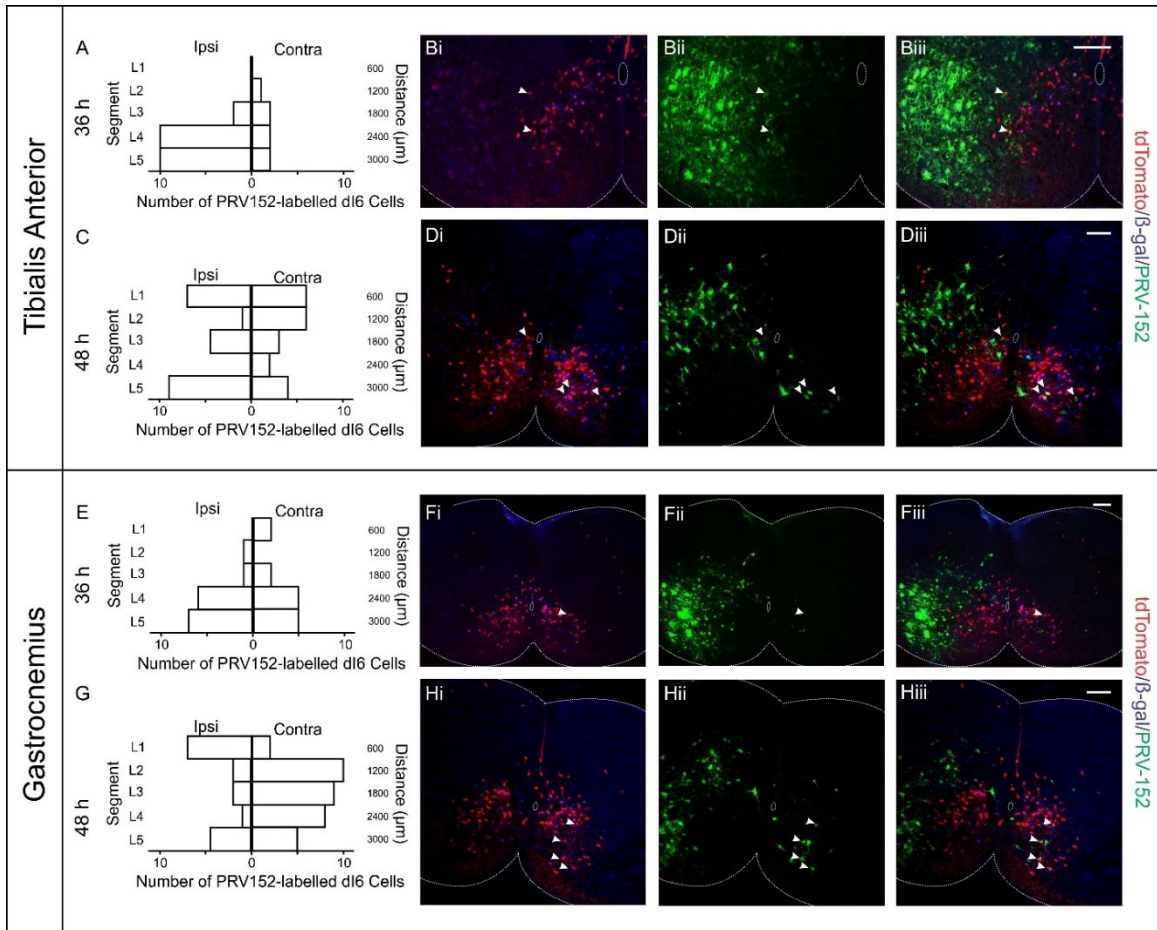 Tibialis Anterior
36 h
A
Ipsi
Contra
Segment
L1
L2
L3
L4
L5
600
1200
1800
2400
3000
Distance (µm)
10
0
10
Number of PRV152-labelled dI6 Cells
Bi
Bii
Biii
48 h
C
Ipsi
Contra
Segment
L1
L2
L3
L4
L5
600
1200
1800
2400
3000
Distance (µm)
10
0
10
Number of PRV152-labelled dI6 Cells
Di
Dii
Diii
tdTomato/ß-gal/PRV-152
Gastrocnemius
36 h
E
Ipsi
Contra
Segment
L1
L2
L3
L4
L5
600
1200
1800
2400
3000
Distance (µm)
10
0
10
Number of PRV152-labelled dI6 Cells
Fi
Fii
Fiii
48 h
G
Ipsi
Contra
Segment
L1
L2
L3
L4
L5
600
1200
1800
2400
3000
Distance (µm)
10
0
10
Number of PRV152-labelled dI6 Cells
Hi
Hii
Hiii
tdTomato/ß-gal/PRV-152